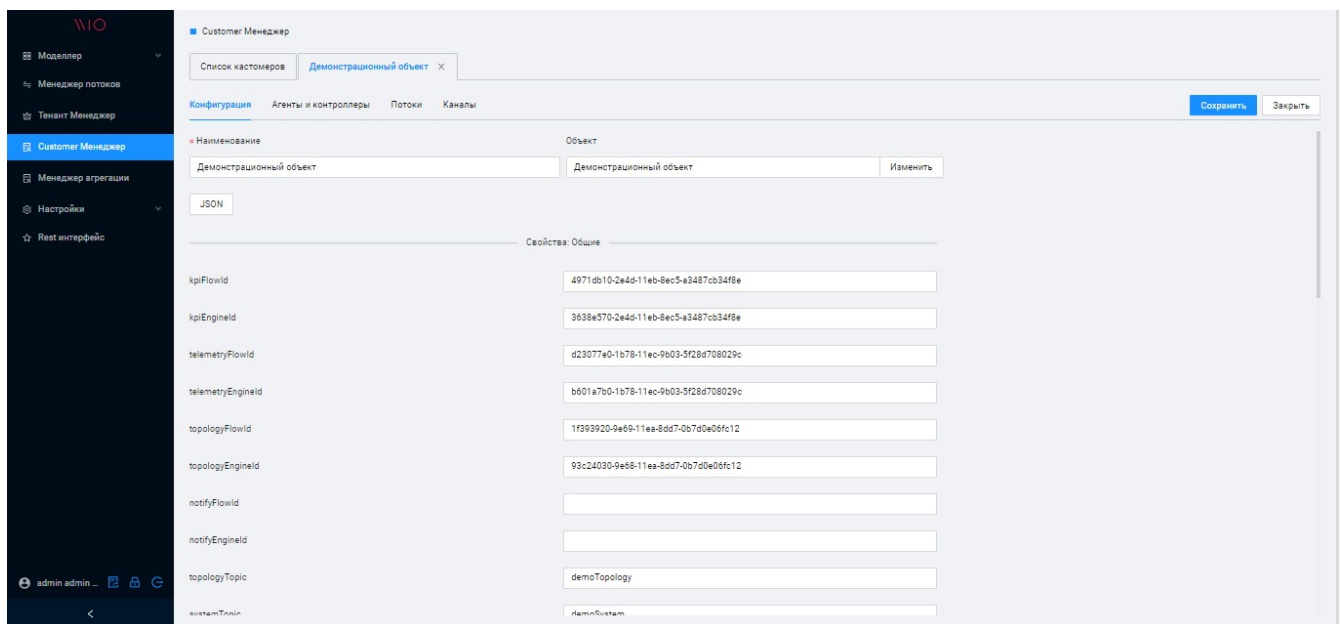 WIO
Моделлер
Менеджер потоков
Тенант Менеджер
Customer Менеджер
Менеджер агрегации
Настройки
Rest интерфейс
admin admin ...
Customer Менеджер
Список кастомеров Демонстрационный объект
Конфигурация Агенты и контроллеры Потоки Каналы Сохранить Закрыть
* Наименование Объект
Демонстрационный объект Демонстрационный объект Изменить
JSON
Свойства: Общие
kpiFlowId 4971db10-2e4d-11eb-8ec5-a3487cb34f8e
kpiEngineId 3638e570-2e4d-11eb-8ec5-a3487cb34f8e
telemetryFlowId d23077e0-1b78-11ec-9b03-5f28d708029c
telemetryEngineId b601a7b0-1b78-11ec-9b03-5f28d708029c
topologyFlowId 1f393920-9e69-11ea-8dd7-0b7d0e06fc12
topologyEngineId 93c24030-9e68-11ea-8dd7-0b7d0e06fc12
notifyFlowId
notifyEngineId
topologyTopic demoTopology
systemTopic demoSystem